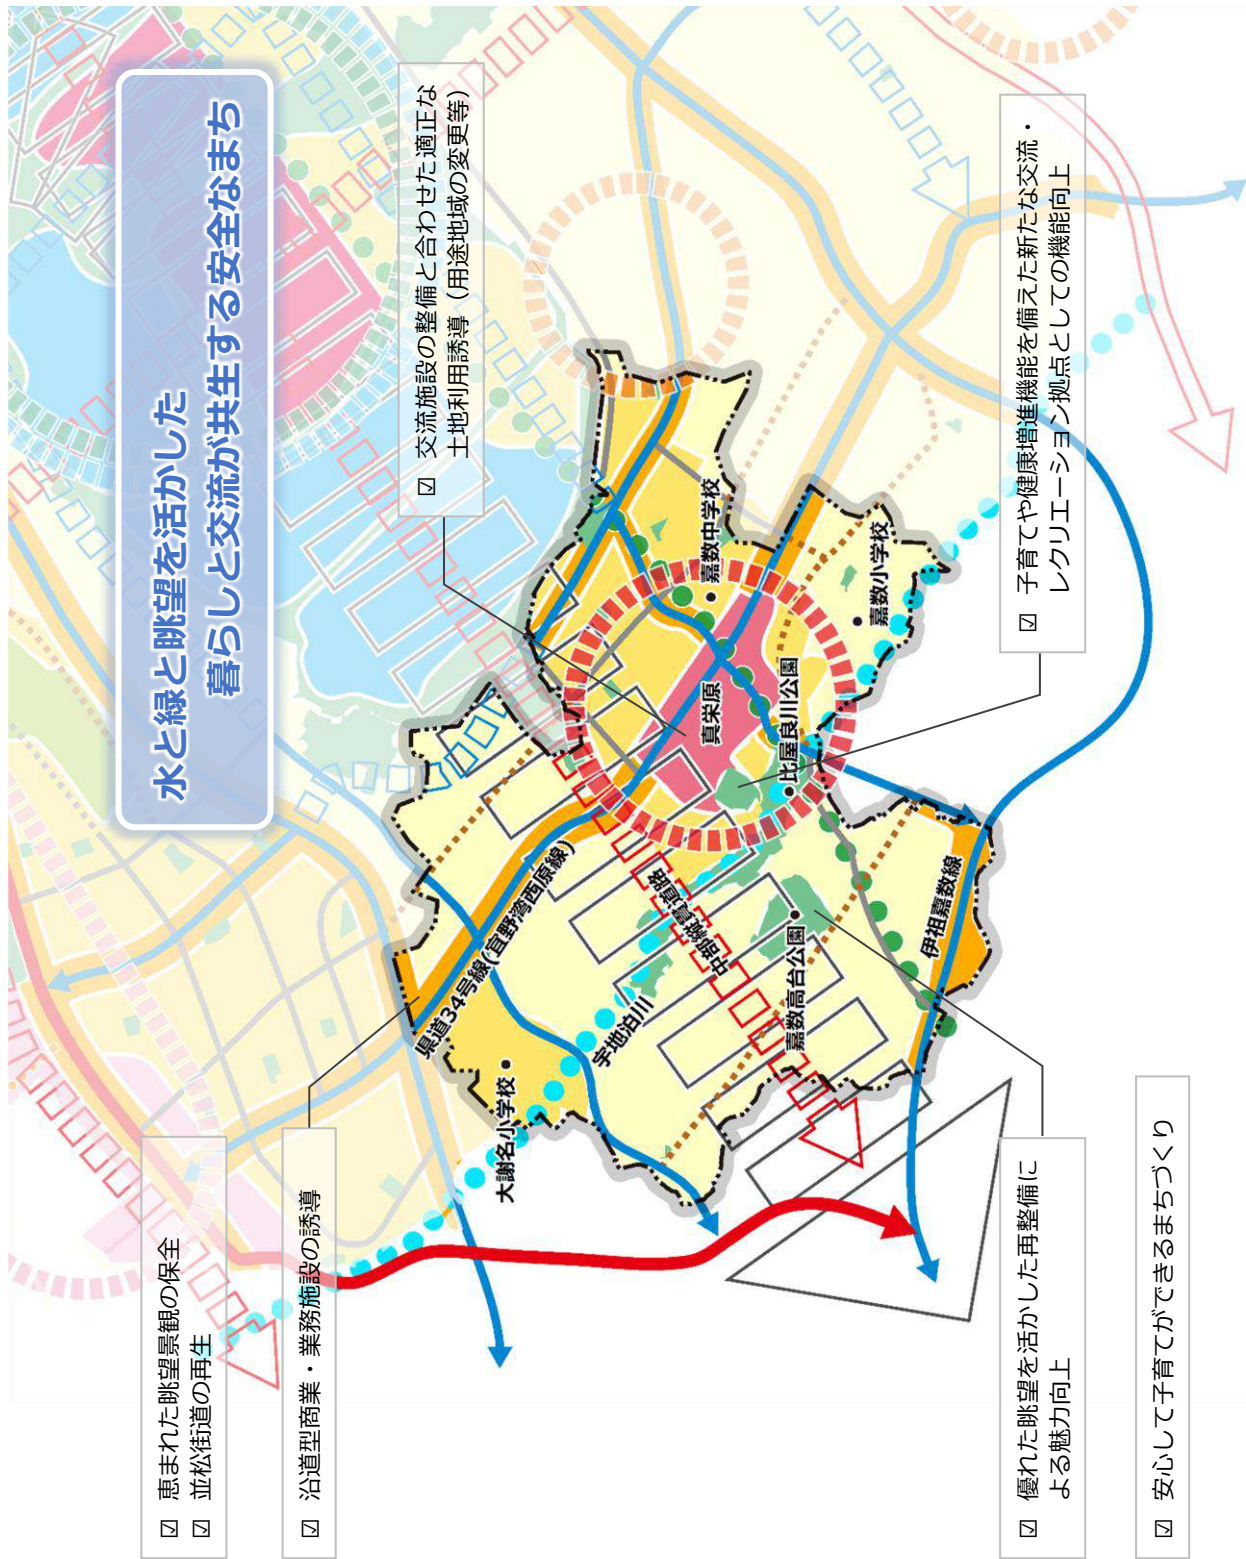 水と緑と眺望を活かした
暮らしと交流が共生する安全なまち
☑ 恵まれた眺望景観の保全
☑ 並松街道の再生
☑ 沿道型商業・業務施設の誘導
☑ 交流施設の整備と合わせた適正な
土地利用誘導（用途地域の変更等）
県道34号線(宜野湾西原線)
大謝名小学校
宇地泊川
中部縦貫道路
真栄原
嘉数中学校
比屋良川公園
嘉数小学校
嘉数高台公園
伊祖嘉数線
☑ 子育てや健康増進機能を備えた新たな交流・
レクリエーション拠点としての機能向上
☑ 優れた眺望を活かした再整備に
よる魅力向上
☑ 安心して子育てができるまちづくり